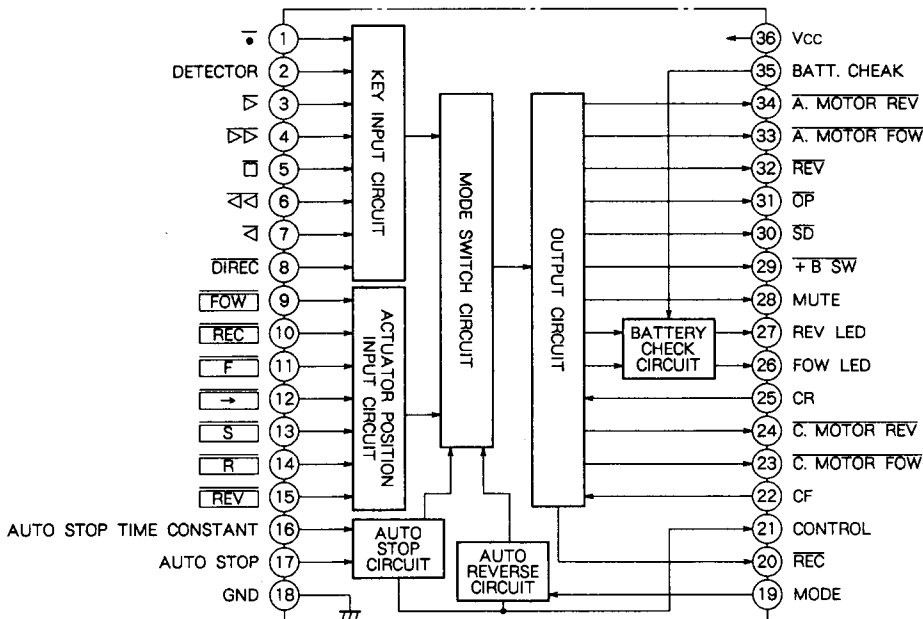 1
DETECTOR 2
3
4
5
6
7
DIREC 8
FOW 9
REC 10
F 11
→ 12
S 13
R 14
REV 15
AUTO STOP TIME CONSTANT 16
AUTO STOP 17
GND 18
KEY INPUT CIRCUIT
ACTUATOR POSITION
INPUT CIRCUIT
AUTO
STOP
CIRCUIT
MODE SWITCH CIRCUIT
AUTO
REVERSE
CIRCUIT
OUTPUT CIRCUIT
BATTERY
CHECK
CIRCUIT
36 Vcc
35 BATT. CHEAK
34 A. MOTOR REV
33 A. MOTOR FOW
32 REV
31 OP
30 SD
29 +B SW
28 MUTE
27 REV LED
26 FOW LED
25 CR
24 C. MOTOR REV
23 C. MOTOR FOW
22 CF
21 CONTROL
20 REC
19 MODE